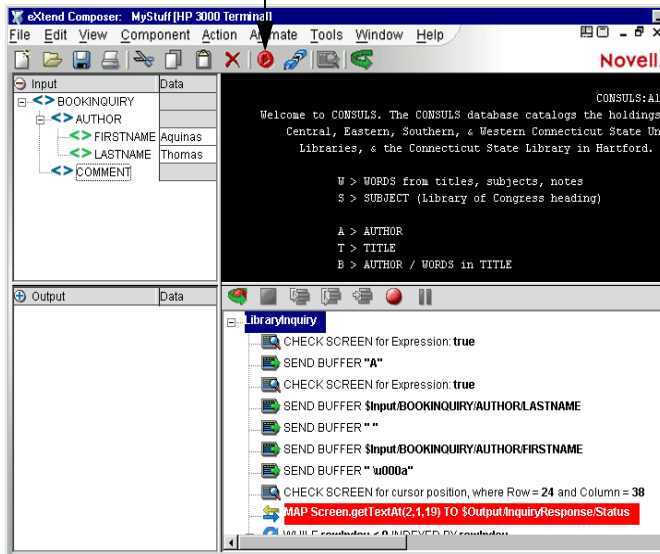 eXtend Composer: MyStuff [HP 3000 Terminal]
File Edit View Component Action Animate Tools Window Help
Novell
Input Data
BOOKINQUIRY
AUTHOR
FIRSTNAME Aquinas
LASTNAME Thomas
COMMENT
CONSULS:Al
Welcome to CONSULS. The CONSULS database catalogs the holdings
Central, Eastern, Southern, & Western Connecticut State Un
Libraries, & the Connecticut State Library in Hartford.
W > WORDS from titles, subjects, notes
S > SUBJECT (Library of Congress heading)
A > AUTHOR
T > TITLE
B > AUTHOR / WORDS in TITLE
Output Data
LibraryInquiry
CHECK SCREEN for Expression: true
SEND BUFFER "A"
CHECK SCREEN for Expression: true
SEND BUFFER $Input/BOOKINQUIRY/AUTHOR/LASTNAME
SEND BUFFER " "
SEND BUFFER $Input/BOOKINQUIRY/AUTHOR/FIRSTNAME
SEND BUFFER " \u000a"
CHECK SCREEN for cursor position, where Row = 24 and Column = 38
MAP Screen.getTextAt(2,1,19) TO $Output/InquiryResponse/Status
WHILE rowIndex < 9 INDEXED BY rowIndex